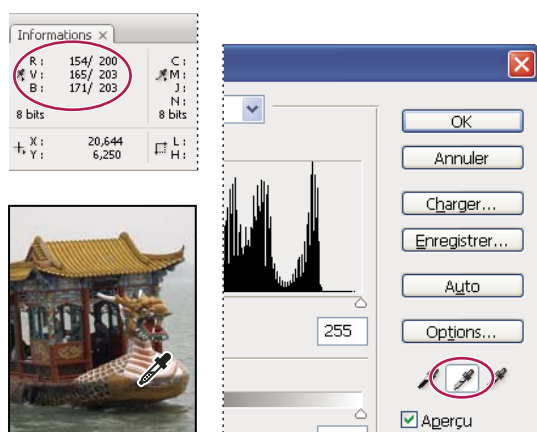 Informations ×
R : 154/ 200 C :
V : 165/ 203 M :
B : 171/ 203 J :
N :
8 bits 8 bits
X : 20,644 L :
Y : 6,250 H :
OK
Annuler
Charger...
Enregistrer...
Auto
255
Options...
Aperçu